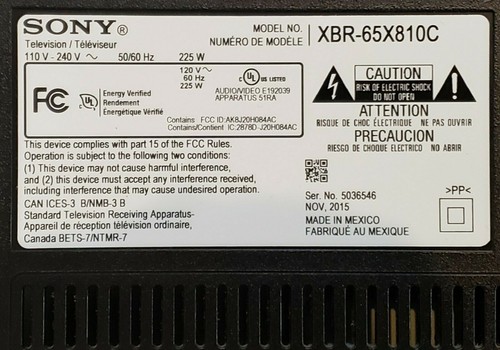 SONY®
MODEL NO.
NUMÉRO DE MODÈLE
XBR-65X810C
Television / Téléviseur
110 V - 240 V ~ 50/60 Hz 225 W
120 V ~
60 Hz
225 W
FC
UL
Energy Verified
Rendement
Énergétique Vérifié
c UL US LISTED
AUDIO/VIDEO E192039
APPARATUS 51RA
Contains: FCC ID:AK8J20H084AC
Contains/Contient IC:2878D-J20H084AC
CAUTION
RISK OF ELECTRIC SHOCK
DO NOT OPEN
ATTENTION
RISQUE DE CHOC ÉLECTRIQUE NE PAS OUVRIR
PRECAUCION
RIESGO DE CHOQUE ELECTRICO NO ABRIR
This device complies with part 15 of the FCC Rules.
Operation is subject to the following two conditions:
(1) This device may not cause harmful interference,
and (2) this device must accept any interference received,
including interference that may cause undesired operation.
CAN ICES-3 B/NMB-3 B
Standard Television Receiving Apparatus-
Appareil de réception télévision ordinaire,
Canada BETS-7/NTMR-7
Ser. No. 5036546
NOV, 2015
MADE IN MEXICO
FABRIQUÉ AU MEXIQUE
>PP<